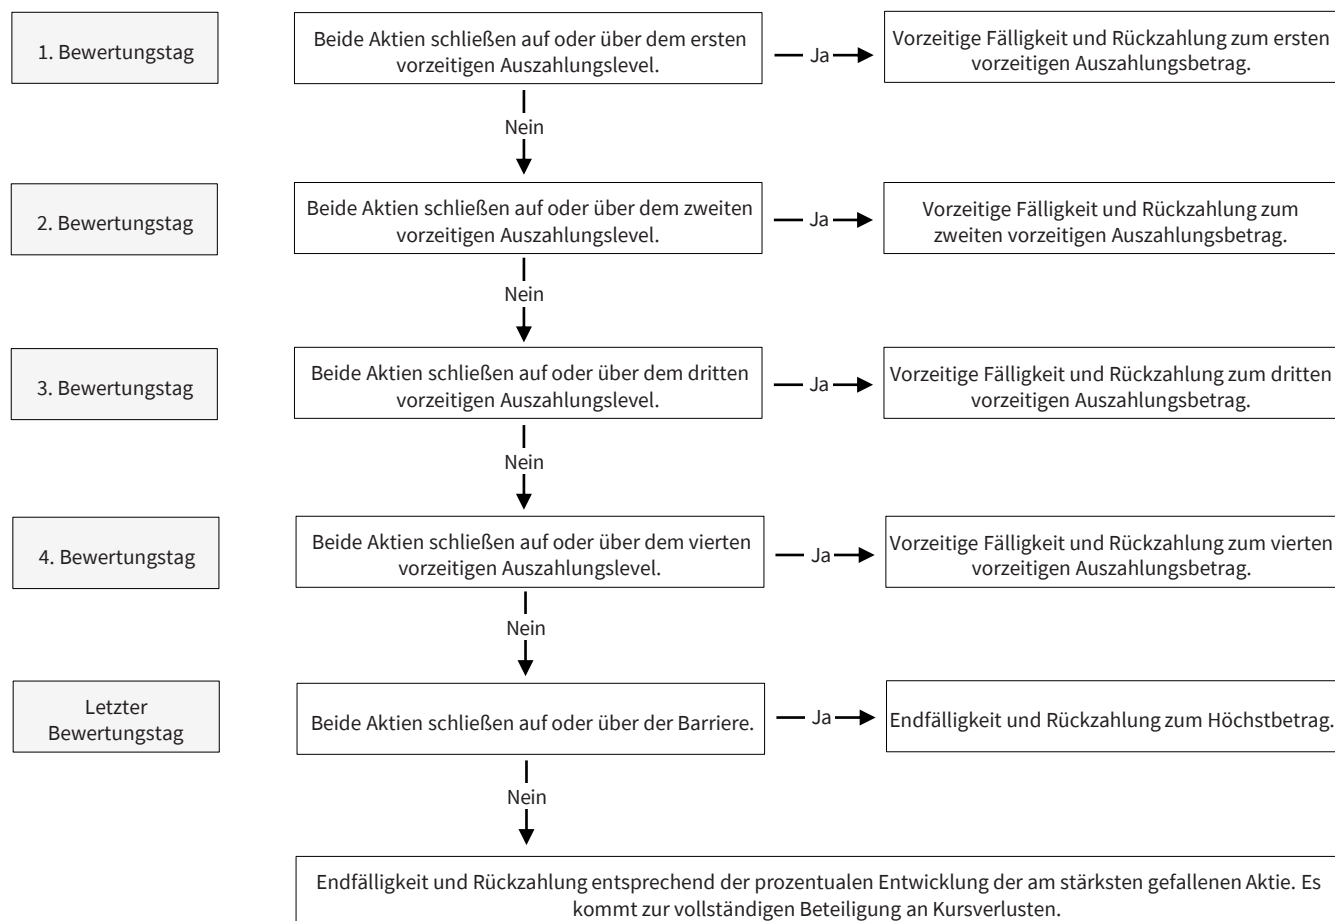 1. Bewertungstag
Beide Aktien schließen auf oder über dem ersten
vorzeitigen Auszahlungslevel.
Ja
Vorzeitige Fälligkeit und Rückzahlung zum ersten
vorzeitigen Auszahlungsbetrag.
Nein
2. Bewertungstag
Beide Aktien schließen auf oder über dem zweiten
vorzeitigen Auszahlungslevel.
Ja
Vorzeitige Fälligkeit und Rückzahlung zum
zweiten vorzeitigen Auszahlungsbetrag.
Nein
3. Bewertungstag
Beide Aktien schließen auf oder über dem dritten
vorzeitigen Auszahlungslevel.
Ja
Vorzeitige Fälligkeit und Rückzahlung zum dritten
vorzeitigen Auszahlungsbetrag.
Nein
4. Bewertungstag
Beide Aktien schließen auf oder über dem vierten
vorzeitigen Auszahlungslevel.
Ja
Vorzeitige Fälligkeit und Rückzahlung zum vierten
vorzeitigen Auszahlungsbetrag.
Nein
Letzter
Bewertungstag
Beide Aktien schließen auf oder über der Barriere.
Ja
Endfälligkeit und Rückzahlung zum Höchstbetrag.
Nein
Endfälligkeit und Rückzahlung entsprechend der prozentualen Entwicklung der am stärksten gefallenen Aktie. Es
kommt zur vollständigen Beteiligung an Kursverlusten.